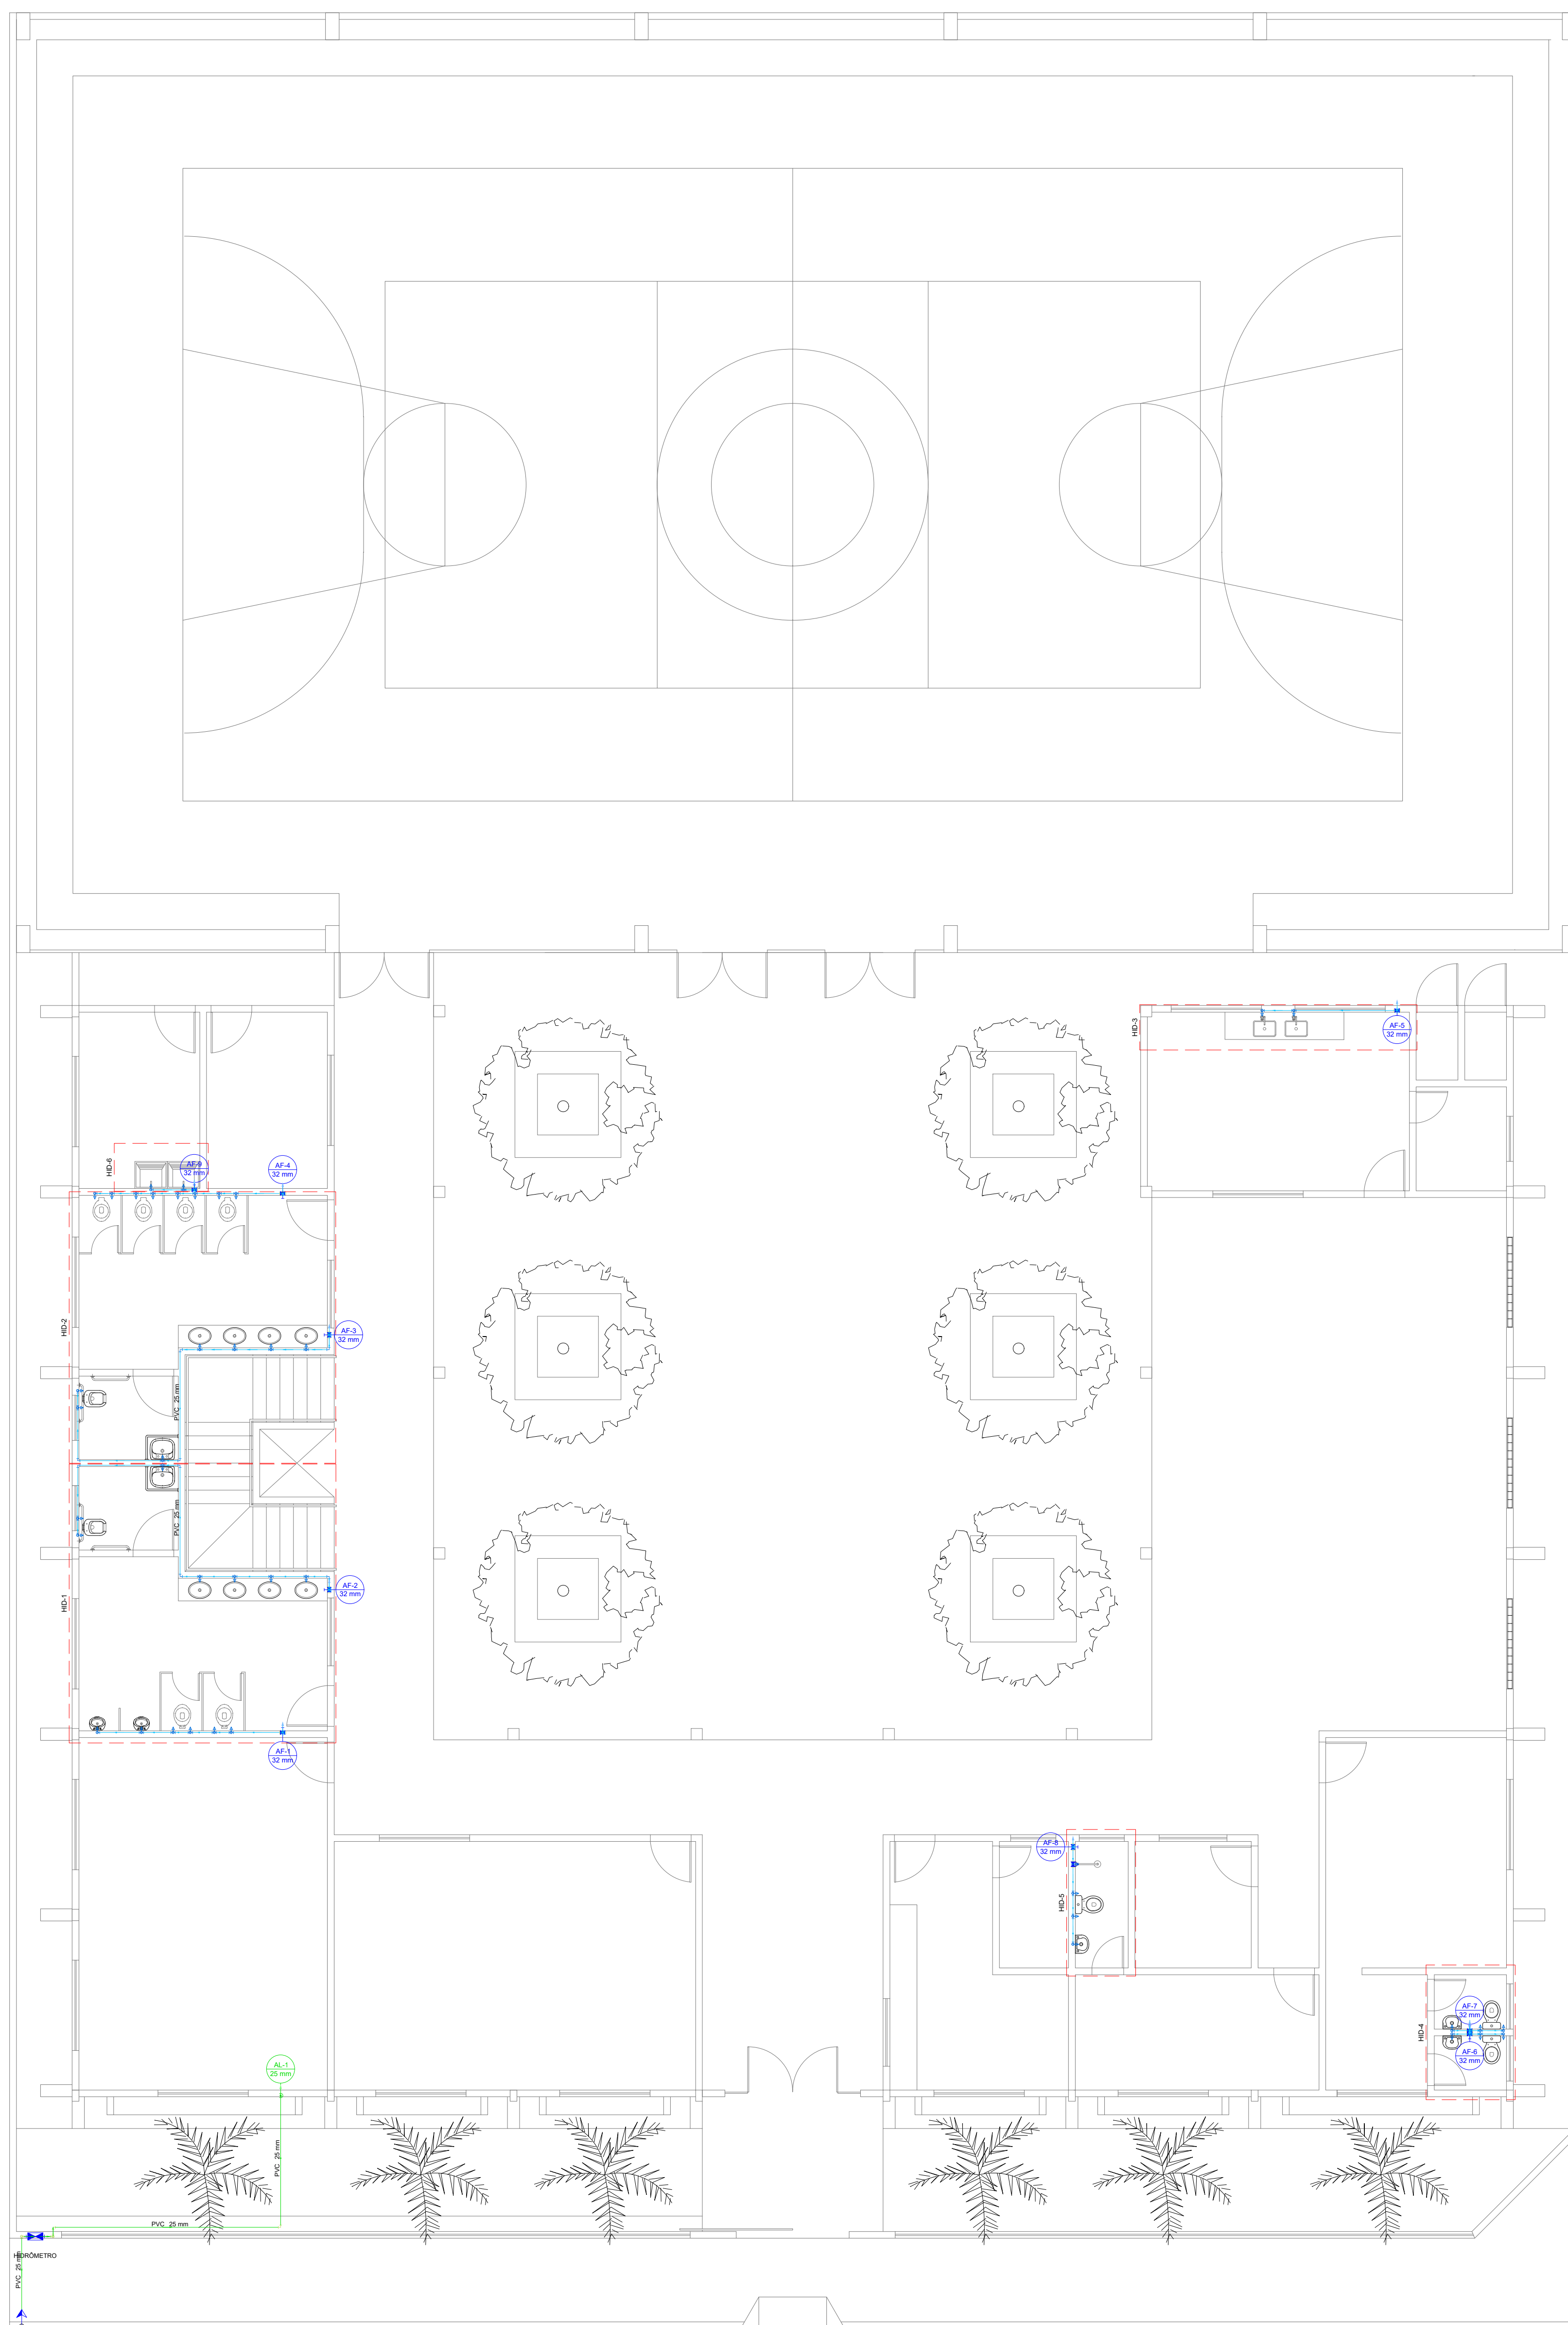 HID-3
AF-5
32 mm
HID-6
AF-9
32 mm
AF-4
32 mm
HID-2
AF-3
32 mm
PVC 25 mm
PVC 25 mm
HID-1
AF-2
32 mm
AF-1
32 mm
AF-8
32 mm
HID-5
HID-4
AF-7
32 mm
AF-6
32 mm
AL-1
25 mm
PVC 25 mm
PVC 25 mm
HIDRÔMETRO
PVC 25 mm